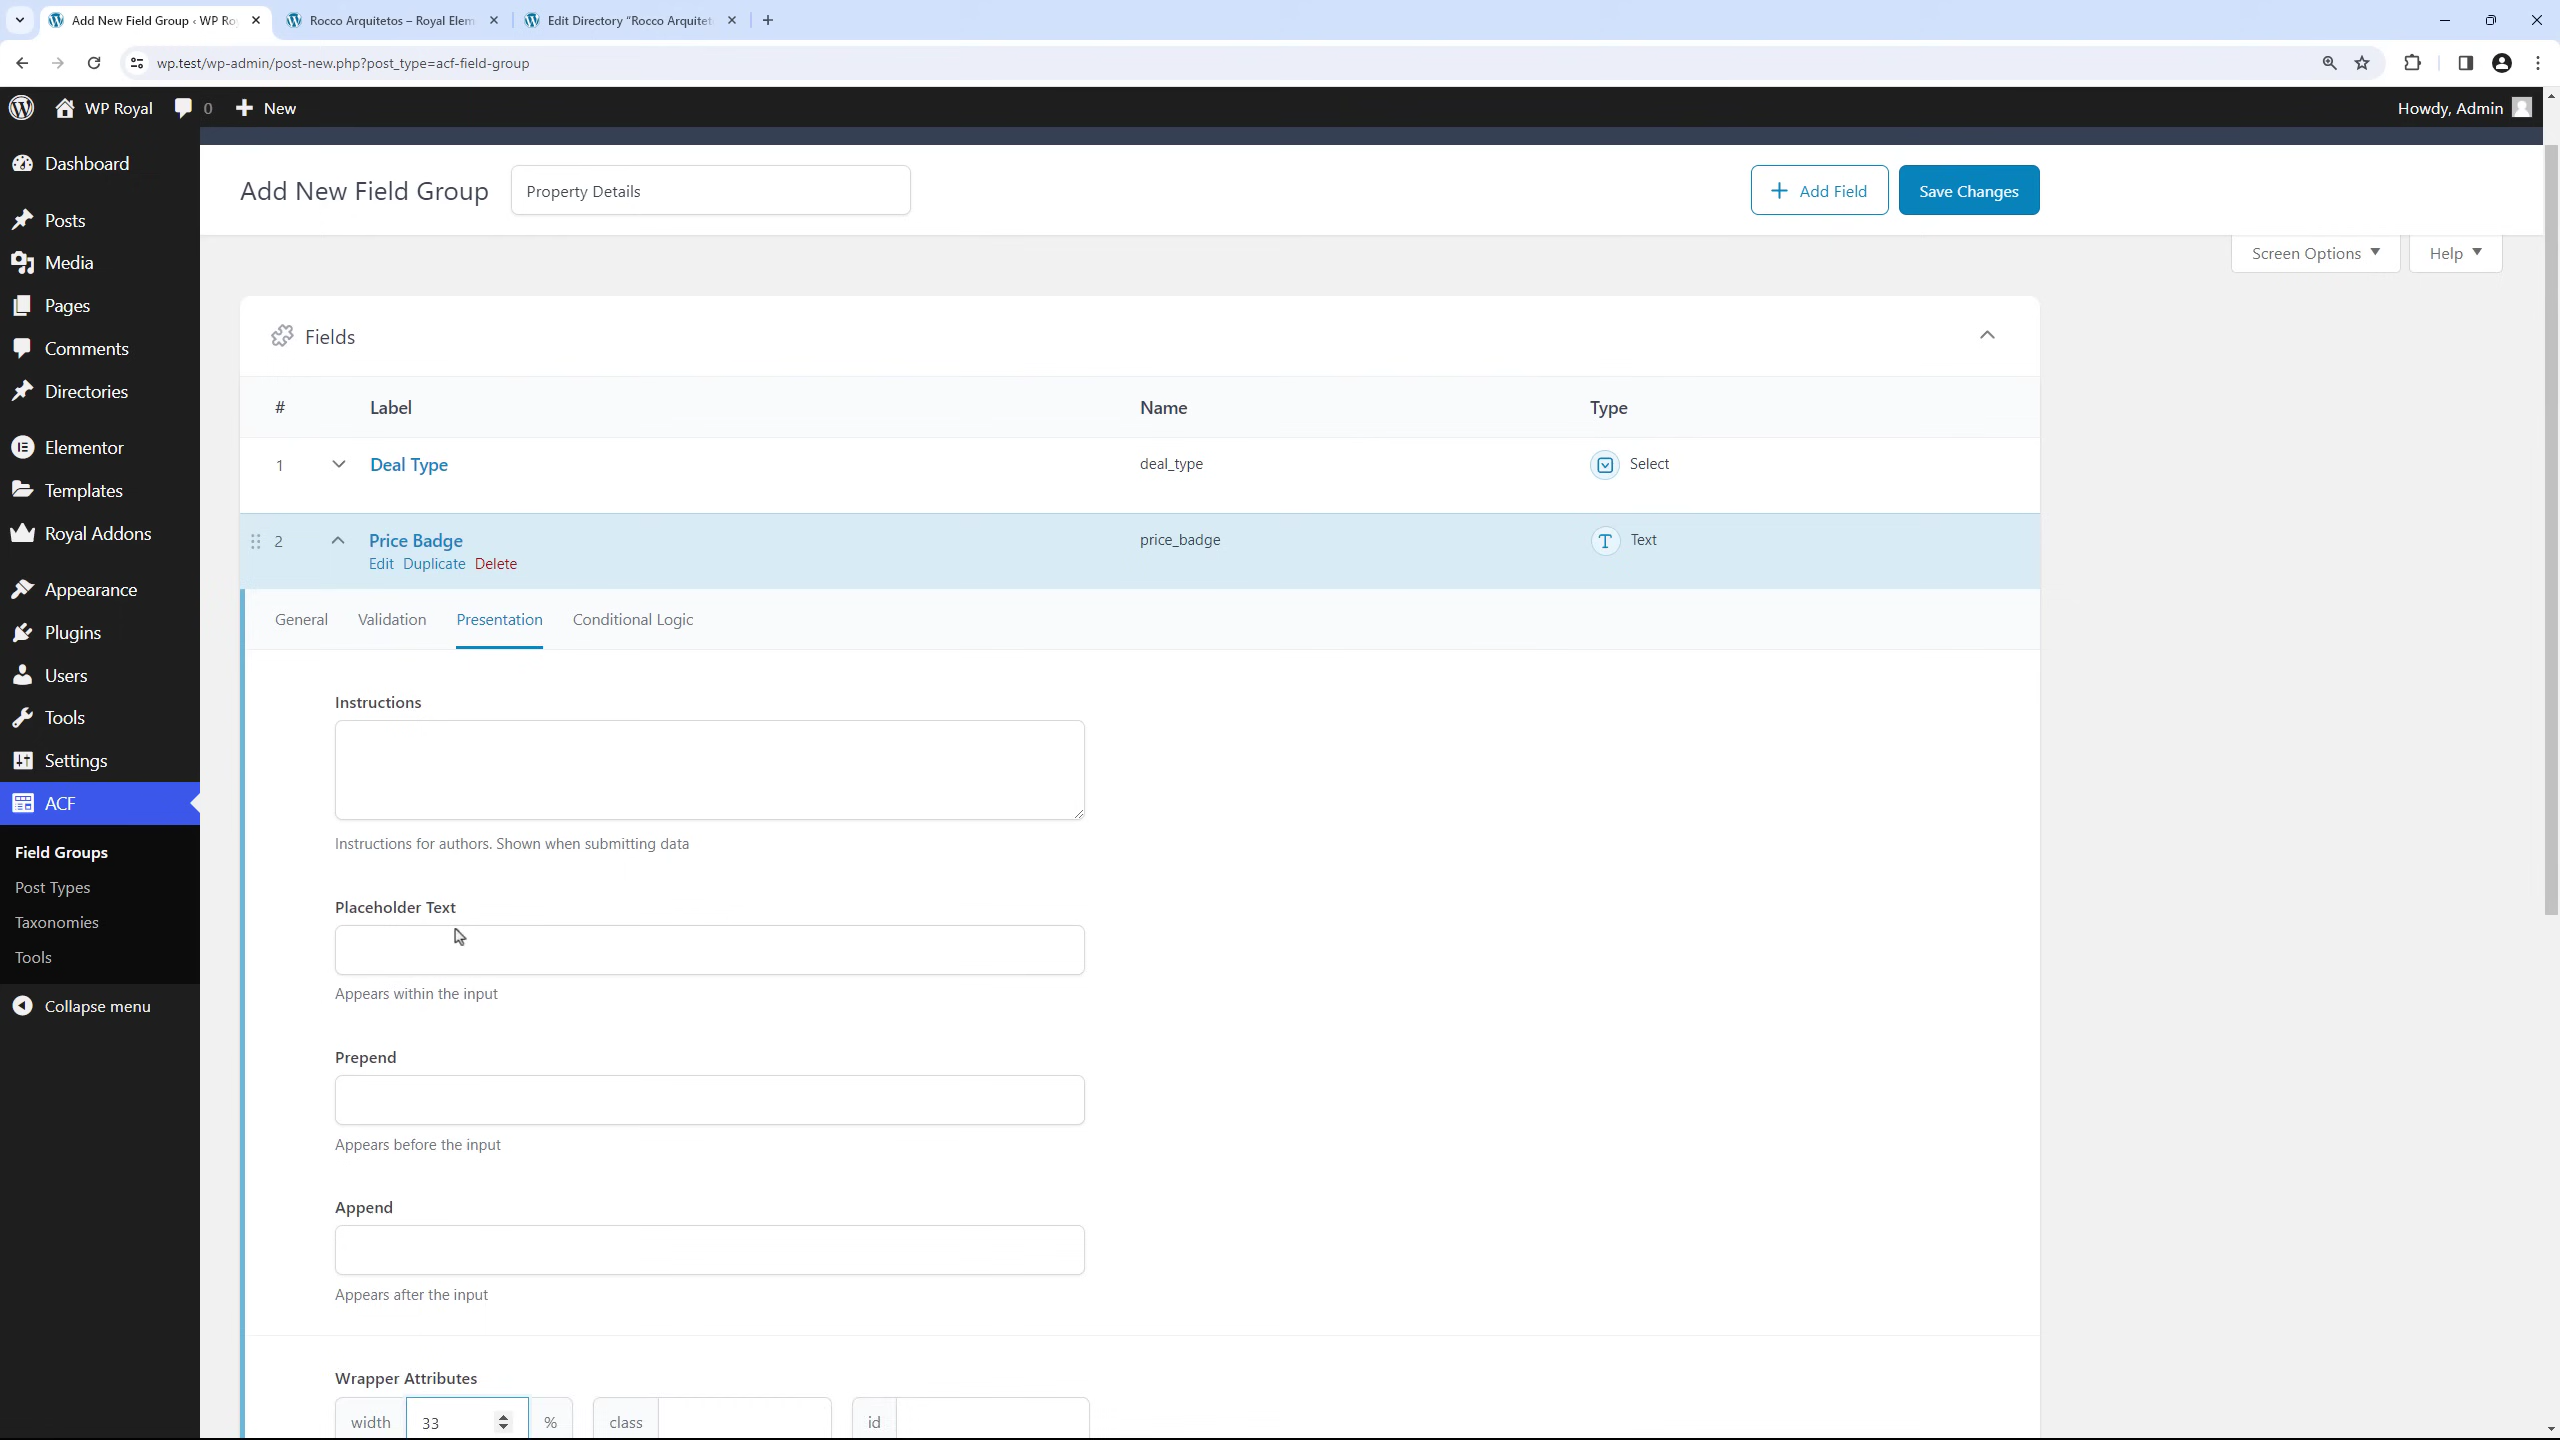 Add New Field Group ‹ WP Ro
Rocco Arquitetos – Royal Elem
Edit Directory "Rocco Arquitet
wp.test/wp-admin/post-new.php?post_type=acf-field-group
WP Royal
0
New
Howdy, Admin
Dashboard
Posts
Media
Pages
Comments
Directories
Elementor
Templates
Royal Addons
Appearance
Plugins
Users
Tools
Settings
ACF
Field Groups
Post Types
Taxonomies
Tools
Collapse menu
Add New Field Group
Property Details
Add Field
Save Changes
Screen Options
Help
Fields
# Label Name Type
1 Deal Type deal_type Select
2 Price Badge price_badge Text
Edit Duplicate Delete
General Validation Presentation Conditional Logic
Instructions
Instructions for authors. Shown when submitting data
Placeholder Text
Appears within the input
Prepend
Appears before the input
Append
Appears after the input
Wrapper Attributes
width 33 % class id